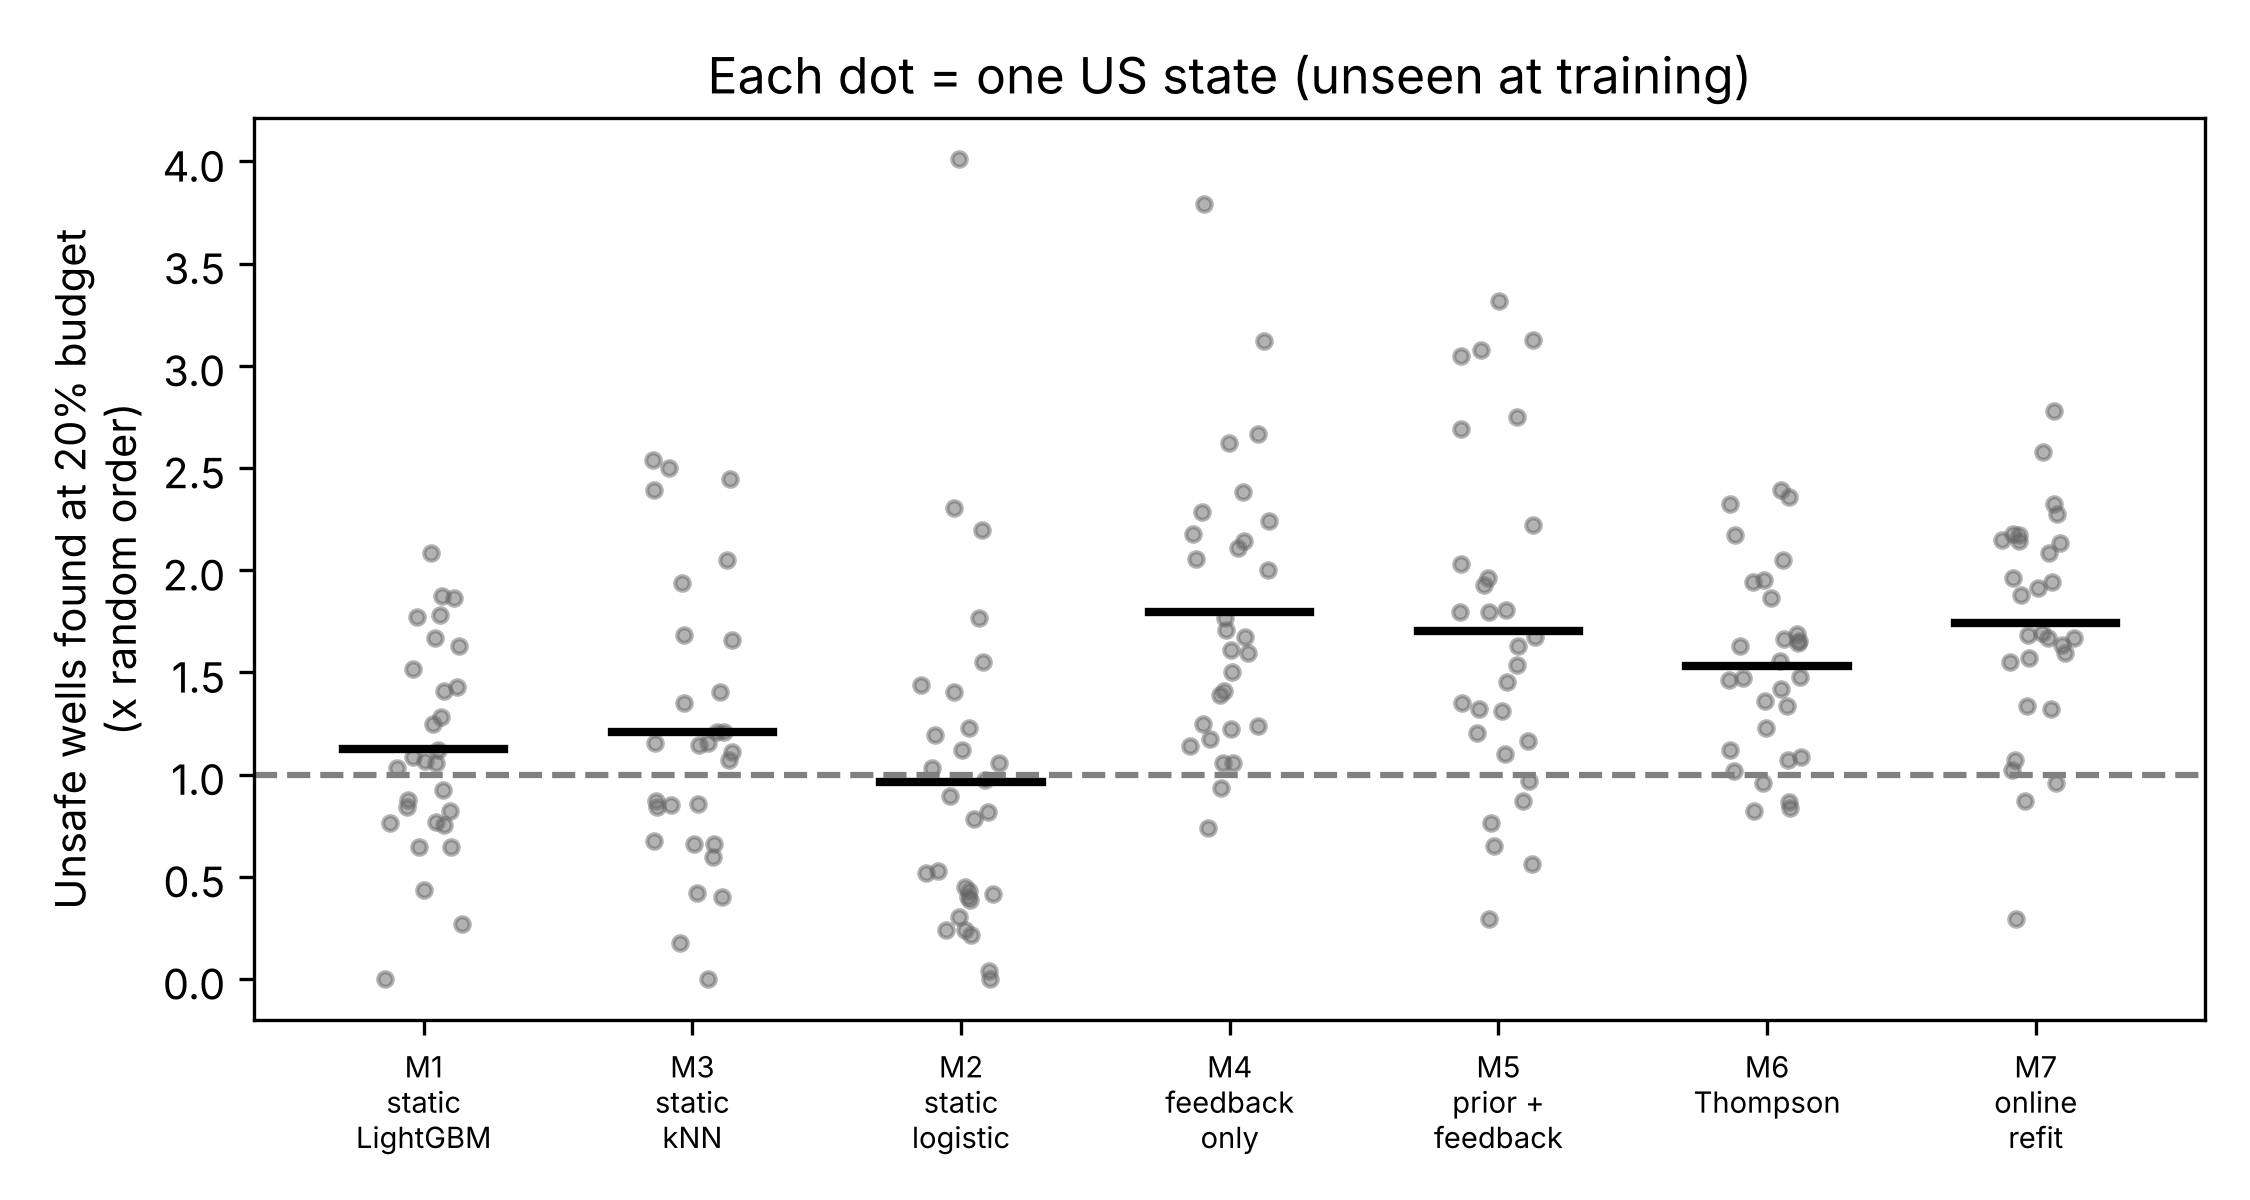 Each dot = one US state (unseen at training)
Unsafe wells found at 20% budget
(x random order)
4.0
3.5
3.0
2.5
2.0
1.5
1.0
0.5
0.0
M1
static
LightGBM
M3
static
kNN
M2
static
logistic
M4
feedback
only
M5
prior +
feedback
M6
Thompson
M7
online
refit